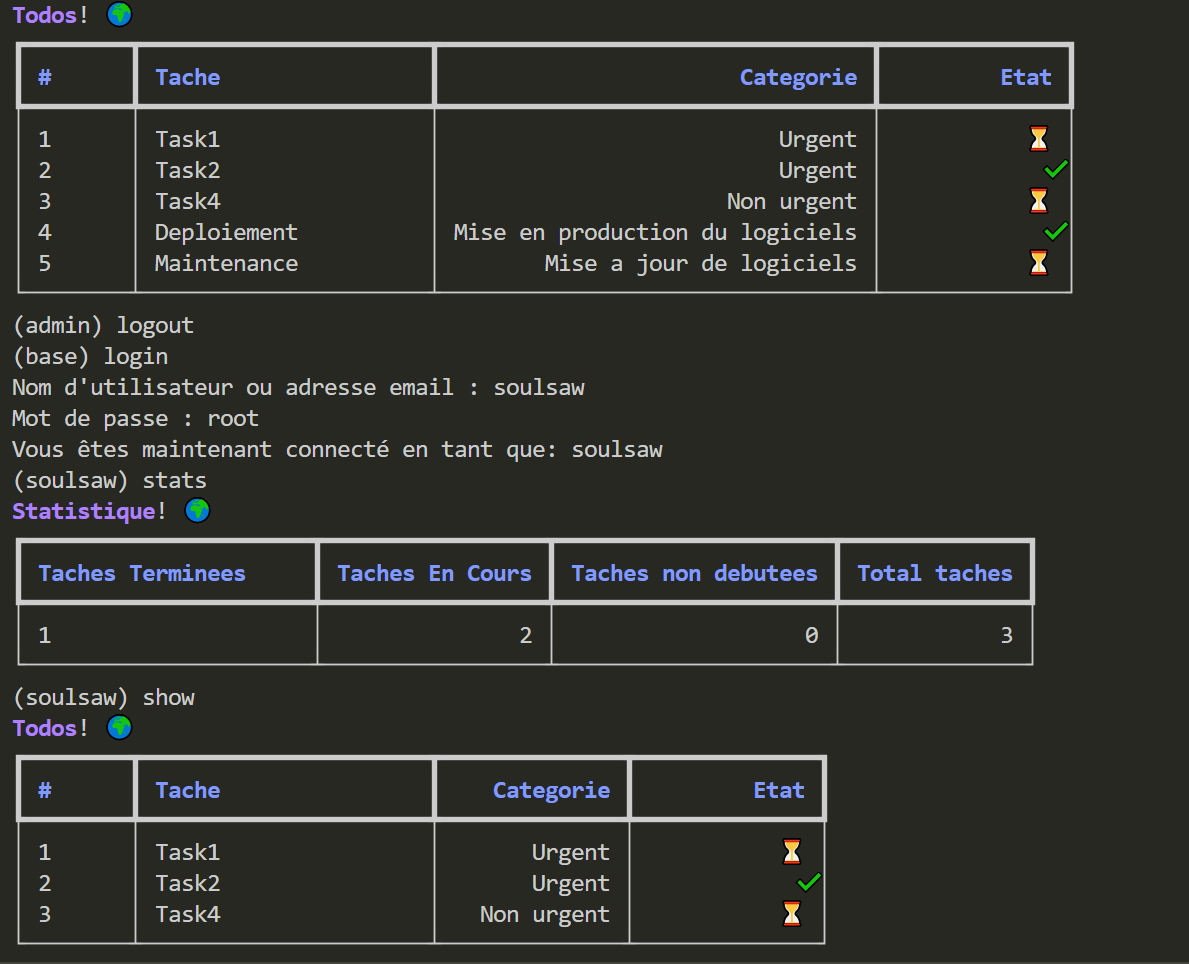 Todos! 🌍
# Tache Categorie Etat
1 Task1 Urgent ⏳
2 Task2 Urgent ✔
3 Task4 Non urgent ⏳
4 Deploiement Mise en production du logiciels ✔
5 Maintenance Mise a jour de logiciels ⏳
(admin) logout
(base) login
Nom d'utilisateur ou adresse email : soulsaw
Mot de passe : root
Vous êtes maintenant connecté en tant que: soulsaw
(soulsaw) stats
Statistique! 🌍
Taches Terminees Taches En Cours Taches non debutees Total taches
1 2 0 3
(soulsaw) show
Todos! 🌍
# Tache Categorie Etat
1 Task1 Urgent ⏳
2 Task2 Urgent ✔
3 Task4 Non urgent ⏳